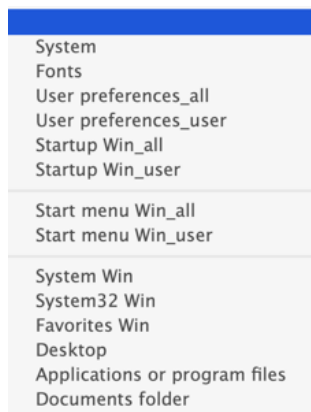 System
Fonts
User preferences_all
User preferences_user
Startup Win_all
Startup Win_user
Start menu Win_all
Start menu Win_user
System Win
System32 Win
Favorites Win
Desktop
Applications or program files
Documents folder